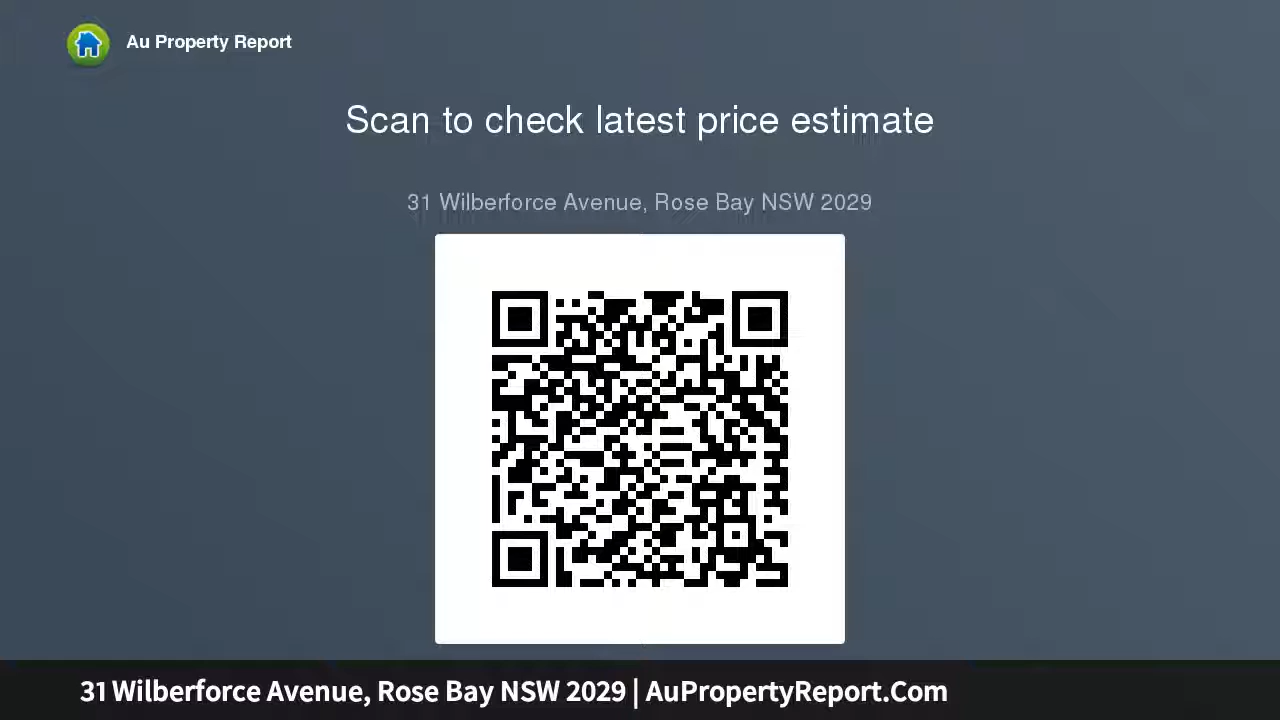 Au Property Report
Scan to check latest price estimate
31 Wilberforce Avenue, Rose Bay NSW 2029
31 Wilberforce Avenue, Rose Bay NSW 2029 | AuPropertyReport.Com